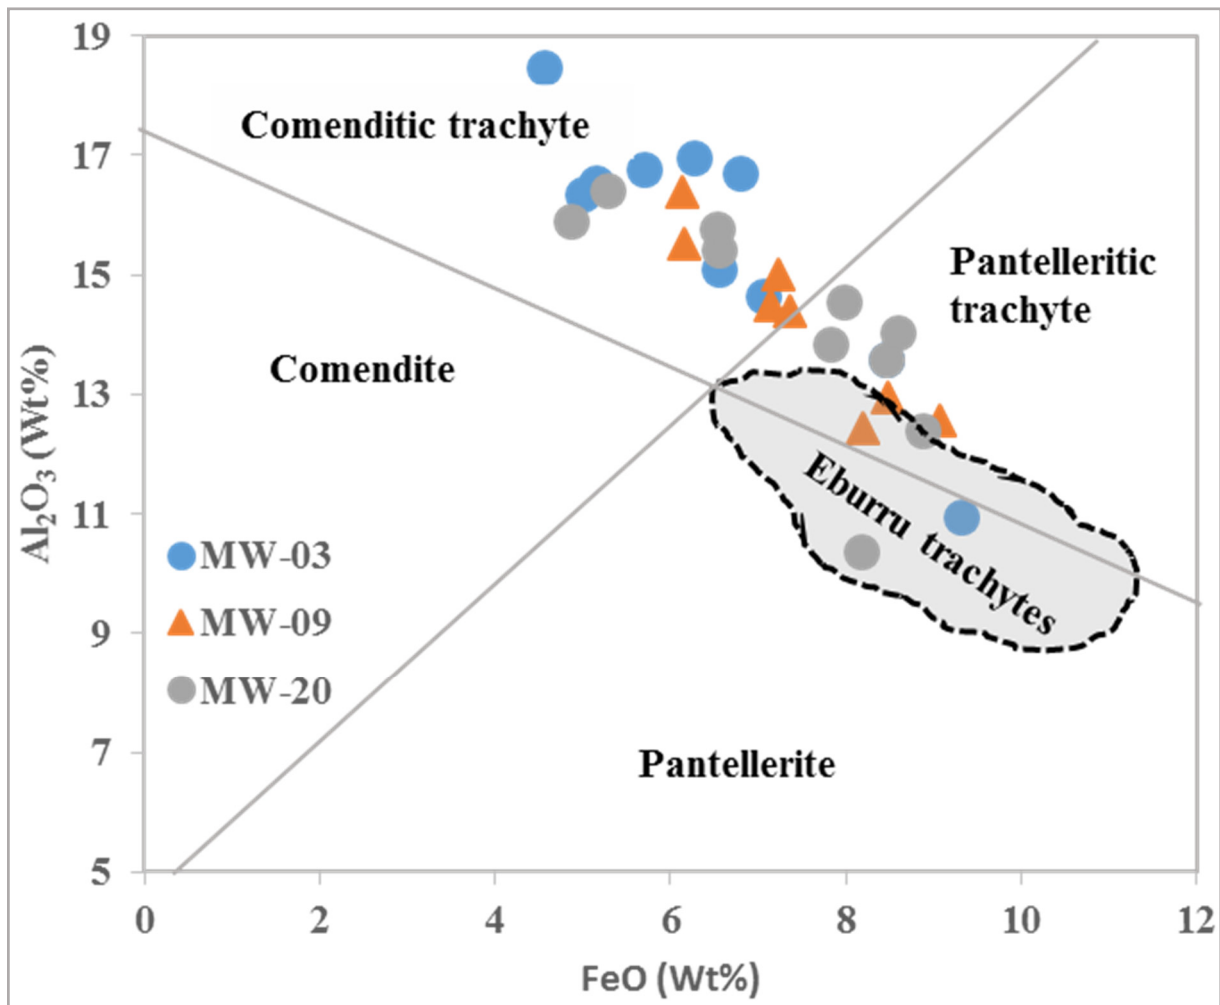 19
17
15
13
11
9
7
5
Al₂O₃ (Wt%)
Comenditic trachyte
Pantelleritic
trachyte
Comendite
Eburru trachytes
MW-03
MW-09
MW-20
Pantellerite
0 2 4 6 8 10 12
FeO (Wt%)